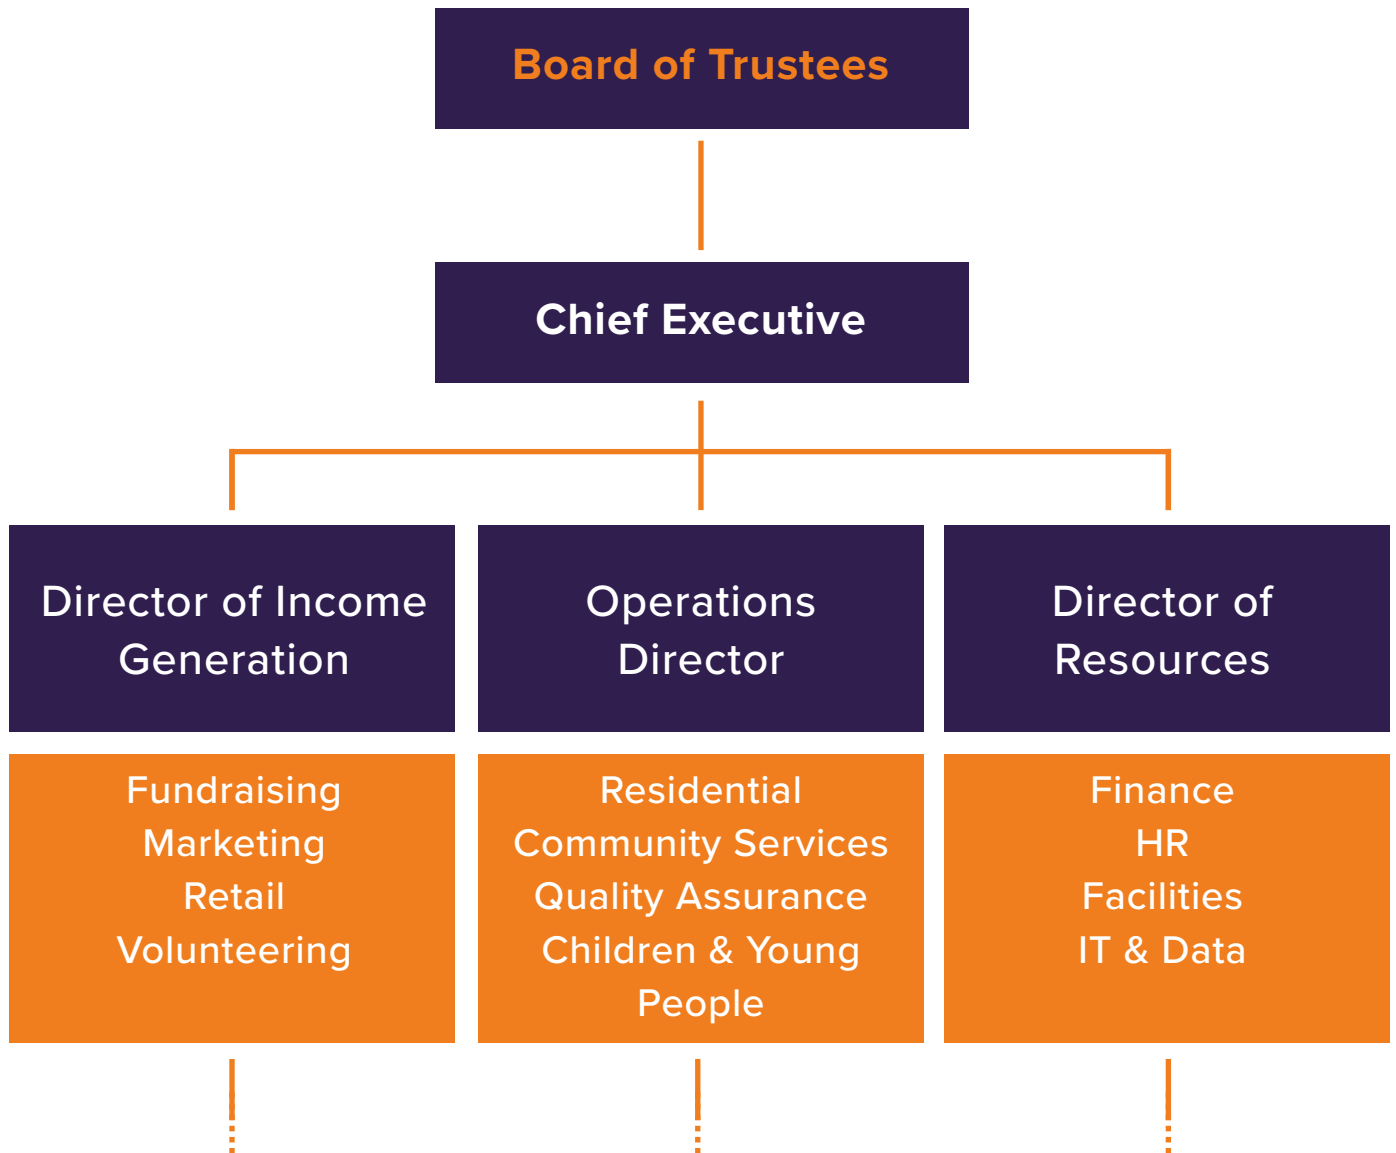 Board of Trustees
Chief Executive
Director of Income
Generation
Operations
Director
Director of
Resources
Fundraising
Marketing
Retail
Volunteering
Residential
Community Services
Quality Assurance
Children & Young
People
Finance
HR
Facilities
IT & Data